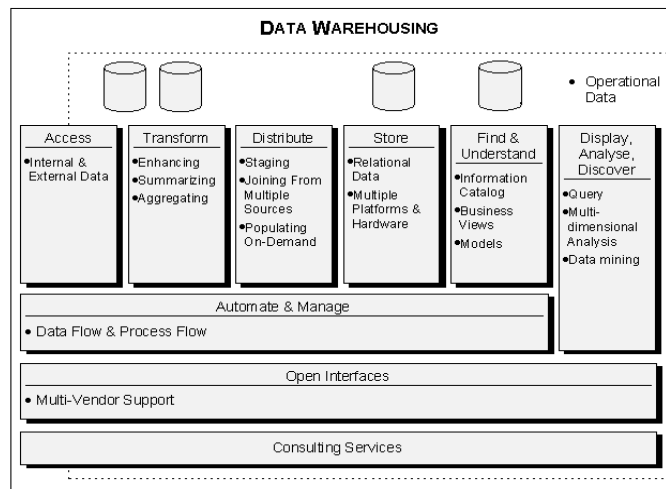 DATA WAREHOUSING
• Operational
Data
Access
•Internal &
External Data
Transform
•Enhancing
•Summarizing
•Aggregating
Distribute
•Staging
•Joining From
Multiple
Sources
•Populating
On-Demand
Store
•Relational
Data
•Multiple
Platforms &
Hardware
Find &
Understand
•Information
Catalog
•Business
Views
•Models
Display,
Analyse,
Discover
•Query
•Multi-
dimensional
Analysis
•Data mining
Automate & Manage
• Data Flow & Process Flow
Open Interfaces
• Multi-Vendor Support
Consulting Services